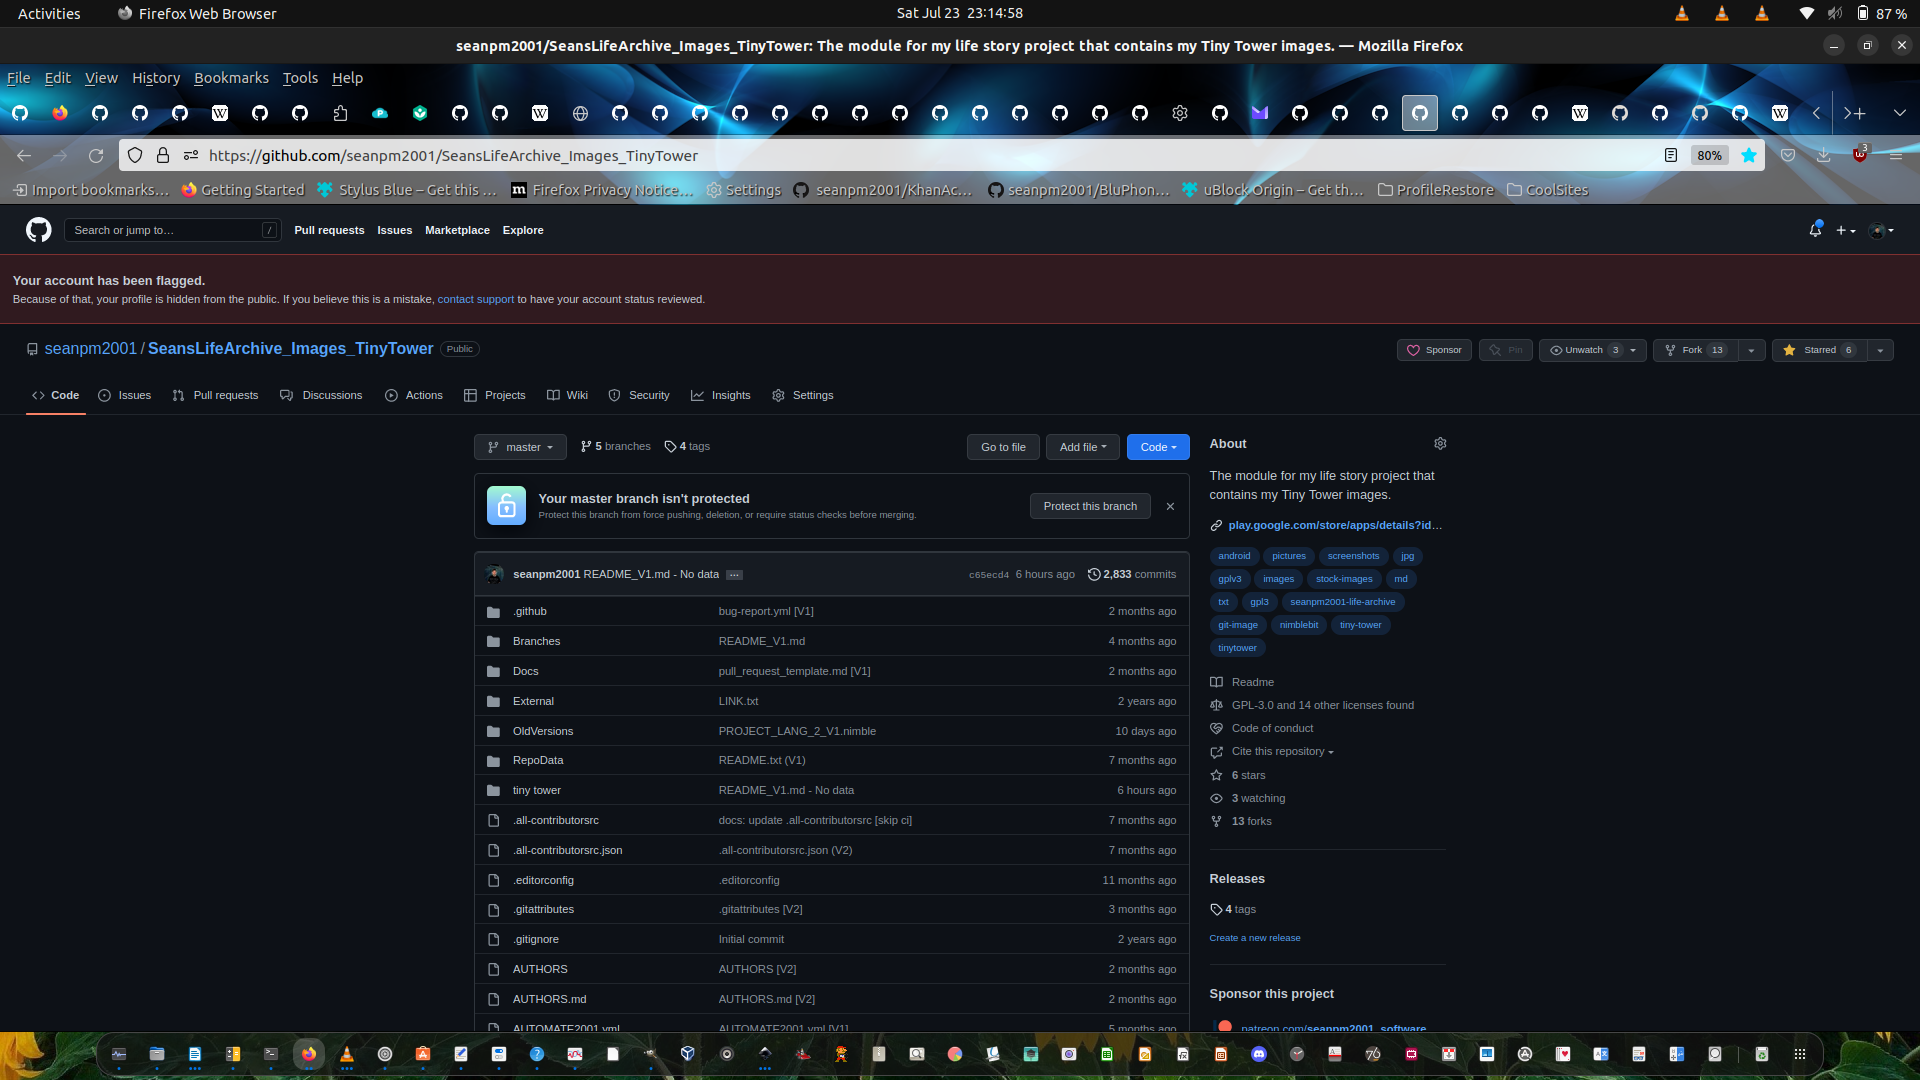 Activities Firefox Web Browser Sat Jul 23 23:14:58 87 %
seanpm2001/SeansLifeArchive_Images_TinyTower: The module for my life story project that contains my Tiny Tower images. — Mozilla Firefox
File Edit View History Bookmarks Tools Help
https://github.com/seanpm2001/SeansLifeArchive_Images_TinyTower 80% 3
Import bookmarks… Getting Started Stylus Blue – Get this … Firefox Privacy Notice… Settings seanpm2001/KhanAc… seanpm2001/BluPhon… uBlock Origin – Get th… ProfileRestore CoolSites
Search or jump to… / Pull requests Issues Marketplace Explore
Your account has been flagged.
Because of that, your profile is hidden from the public. If you believe this is a mistake, contact support to have your account status reviewed.
seanpm2001 / SeansLifeArchive_Images_TinyTower Public Sponsor Pin Unwatch 3 Fork 13 Starred 6
Code Issues Pull requests Discussions Actions Projects Wiki Security Insights Settings
master 5 branches 4 tags Go to file Add file Code
Your master branch isn't protected
Protect this branch from force pushing, deletion, or require status checks before merging.
Protect this branch
seanpm2001 README_V1.md - No data … c65ecd4 6 hours ago 2,833 commits
.github bug-report.yml [V1] 2 months ago
Branches README_V1.md 4 months ago
Docs pull_request_template.md [V1] 2 months ago
External LINK.txt 2 years ago
OldVersions PROJECT_LANG_2_V1.nimble 10 days ago
RepoData README.txt (V1) 7 months ago
tiny tower README_V1.md - No data 6 hours ago
.all-contributorsrc docs: update .all-contributorsrc [skip ci] 7 months ago
.all-contributorsrc.json .all-contributorsrc.json (V2) 7 months ago
.editorconfig .editorconfig 11 months ago
.gitattributes .gitattributes [V2] 3 months ago
.gitignore Initial commit 2 years ago
AUTHORS AUTHORS [V2] 2 months ago
AUTHORS.md AUTHORS.md [V2] 2 months ago
AUTOMATE2001.yml AUTOMATE2001.yml [V1] 5 months ago
About
The module for my life story project that
contains my Tiny Tower images.
play.google.com/store/apps/details?id…
android pictures screenshots jpg
gplv3 images stock-images md
txt gpl3 seanpm2001-life-archive
git-image nimblebit tiny-tower
tinytower
Readme
GPL-3.0 and 14 other licenses found
Code of conduct
Cite this repository
6 stars
3 watching
13 forks
Releases
4 tags
Create a new release
Sponsor this project
patreon.com/seanpm2001_software